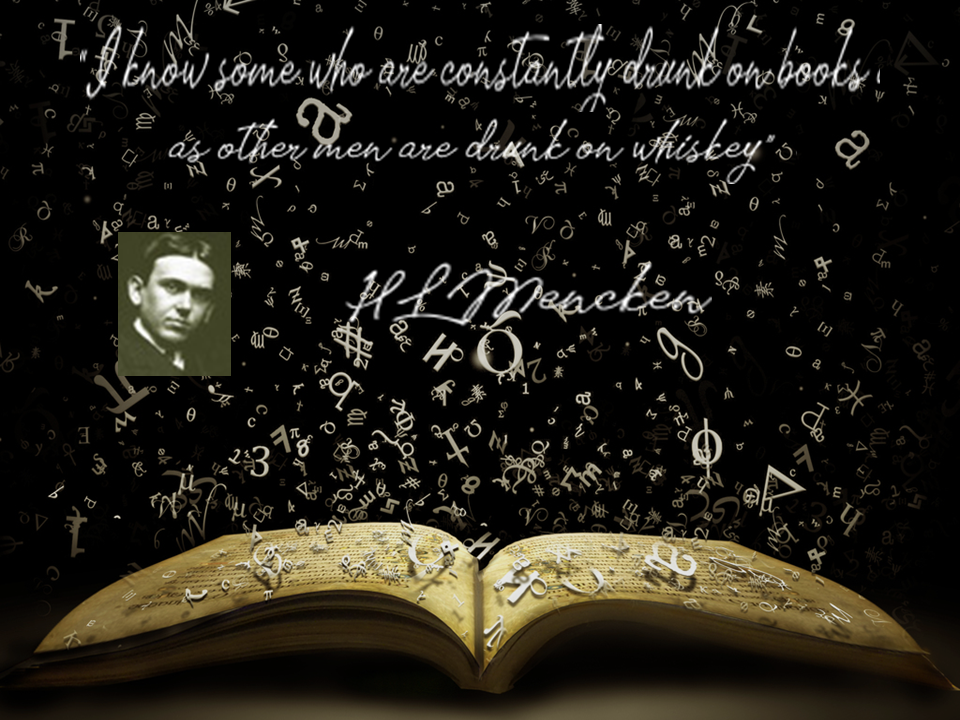 "I know some who are constantly drunk on books
as other men are drunk on whiskey"
H L Mencken